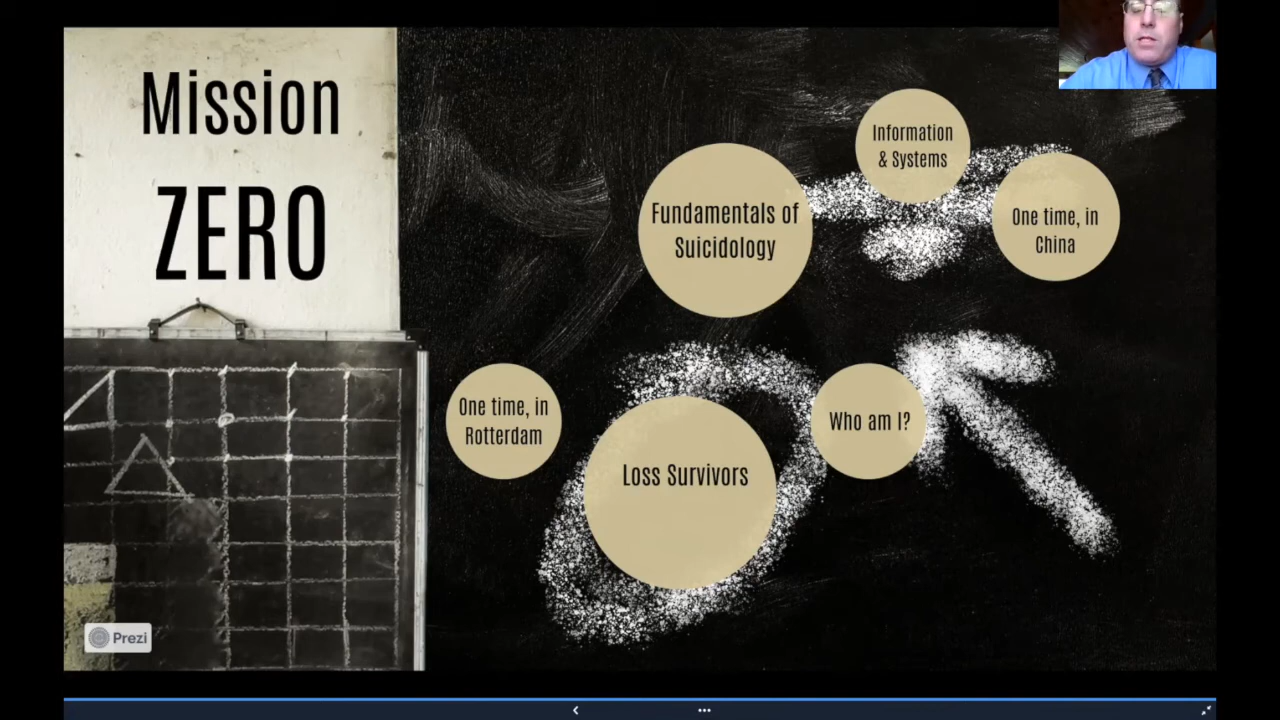 Mission
ZERO
Information
& Systems
Fundamentals of
Suicidology
One time, in
China
One time, in
Rotterdam
Who am I?
Loss Survivors
Prezi